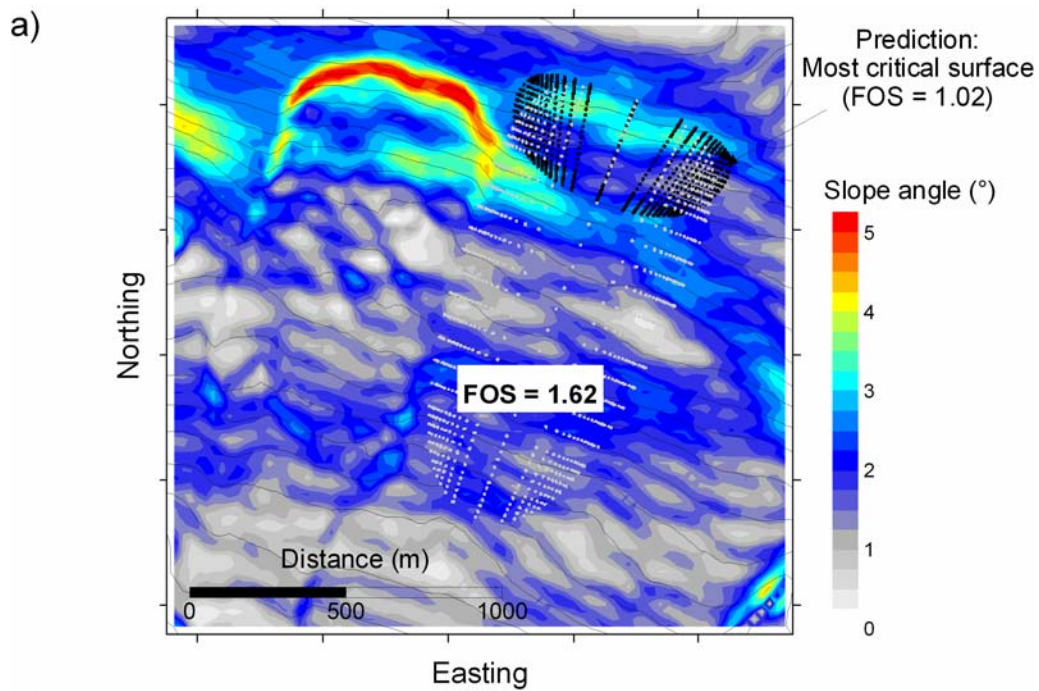 a)
Prediction:
Most critical surface
(FOS = 1.02)
Slope angle (°)
5
4
3
2
1
0
Northing
FOS = 1.62
Distance (m)
0 500 1000
Easting